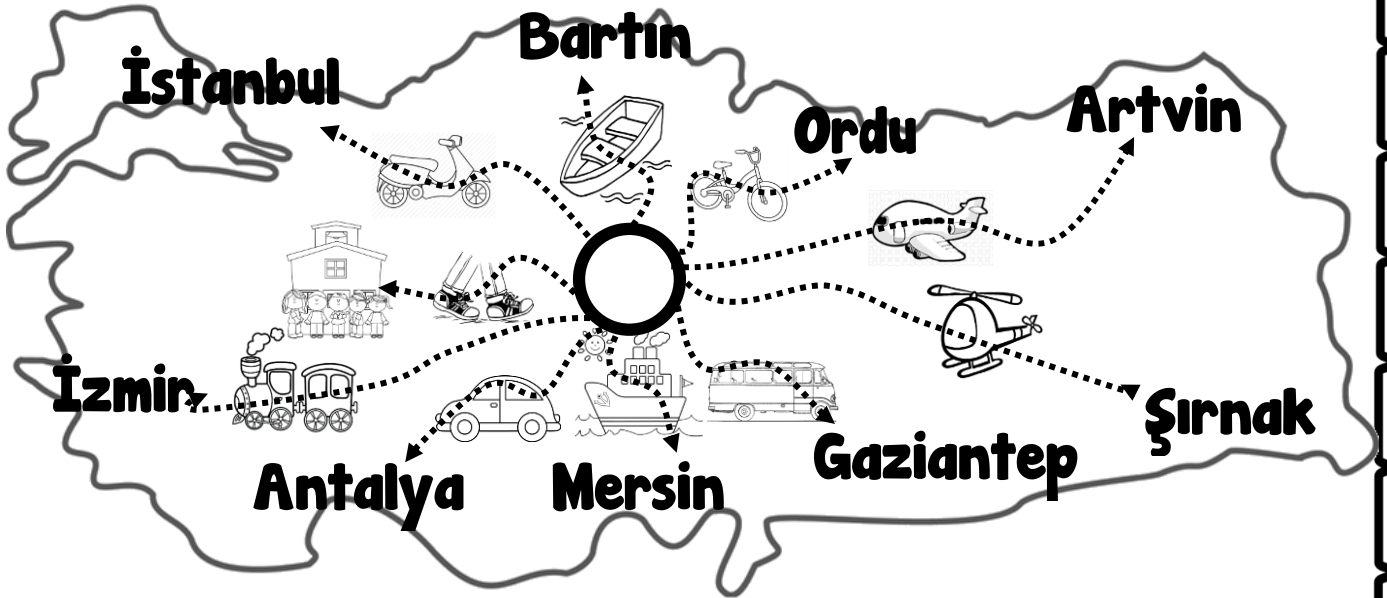 Bartın
İstanbul
Ordu
Artvin
İzmir
Şırnak
Gaziantep
Antalya
Mersin